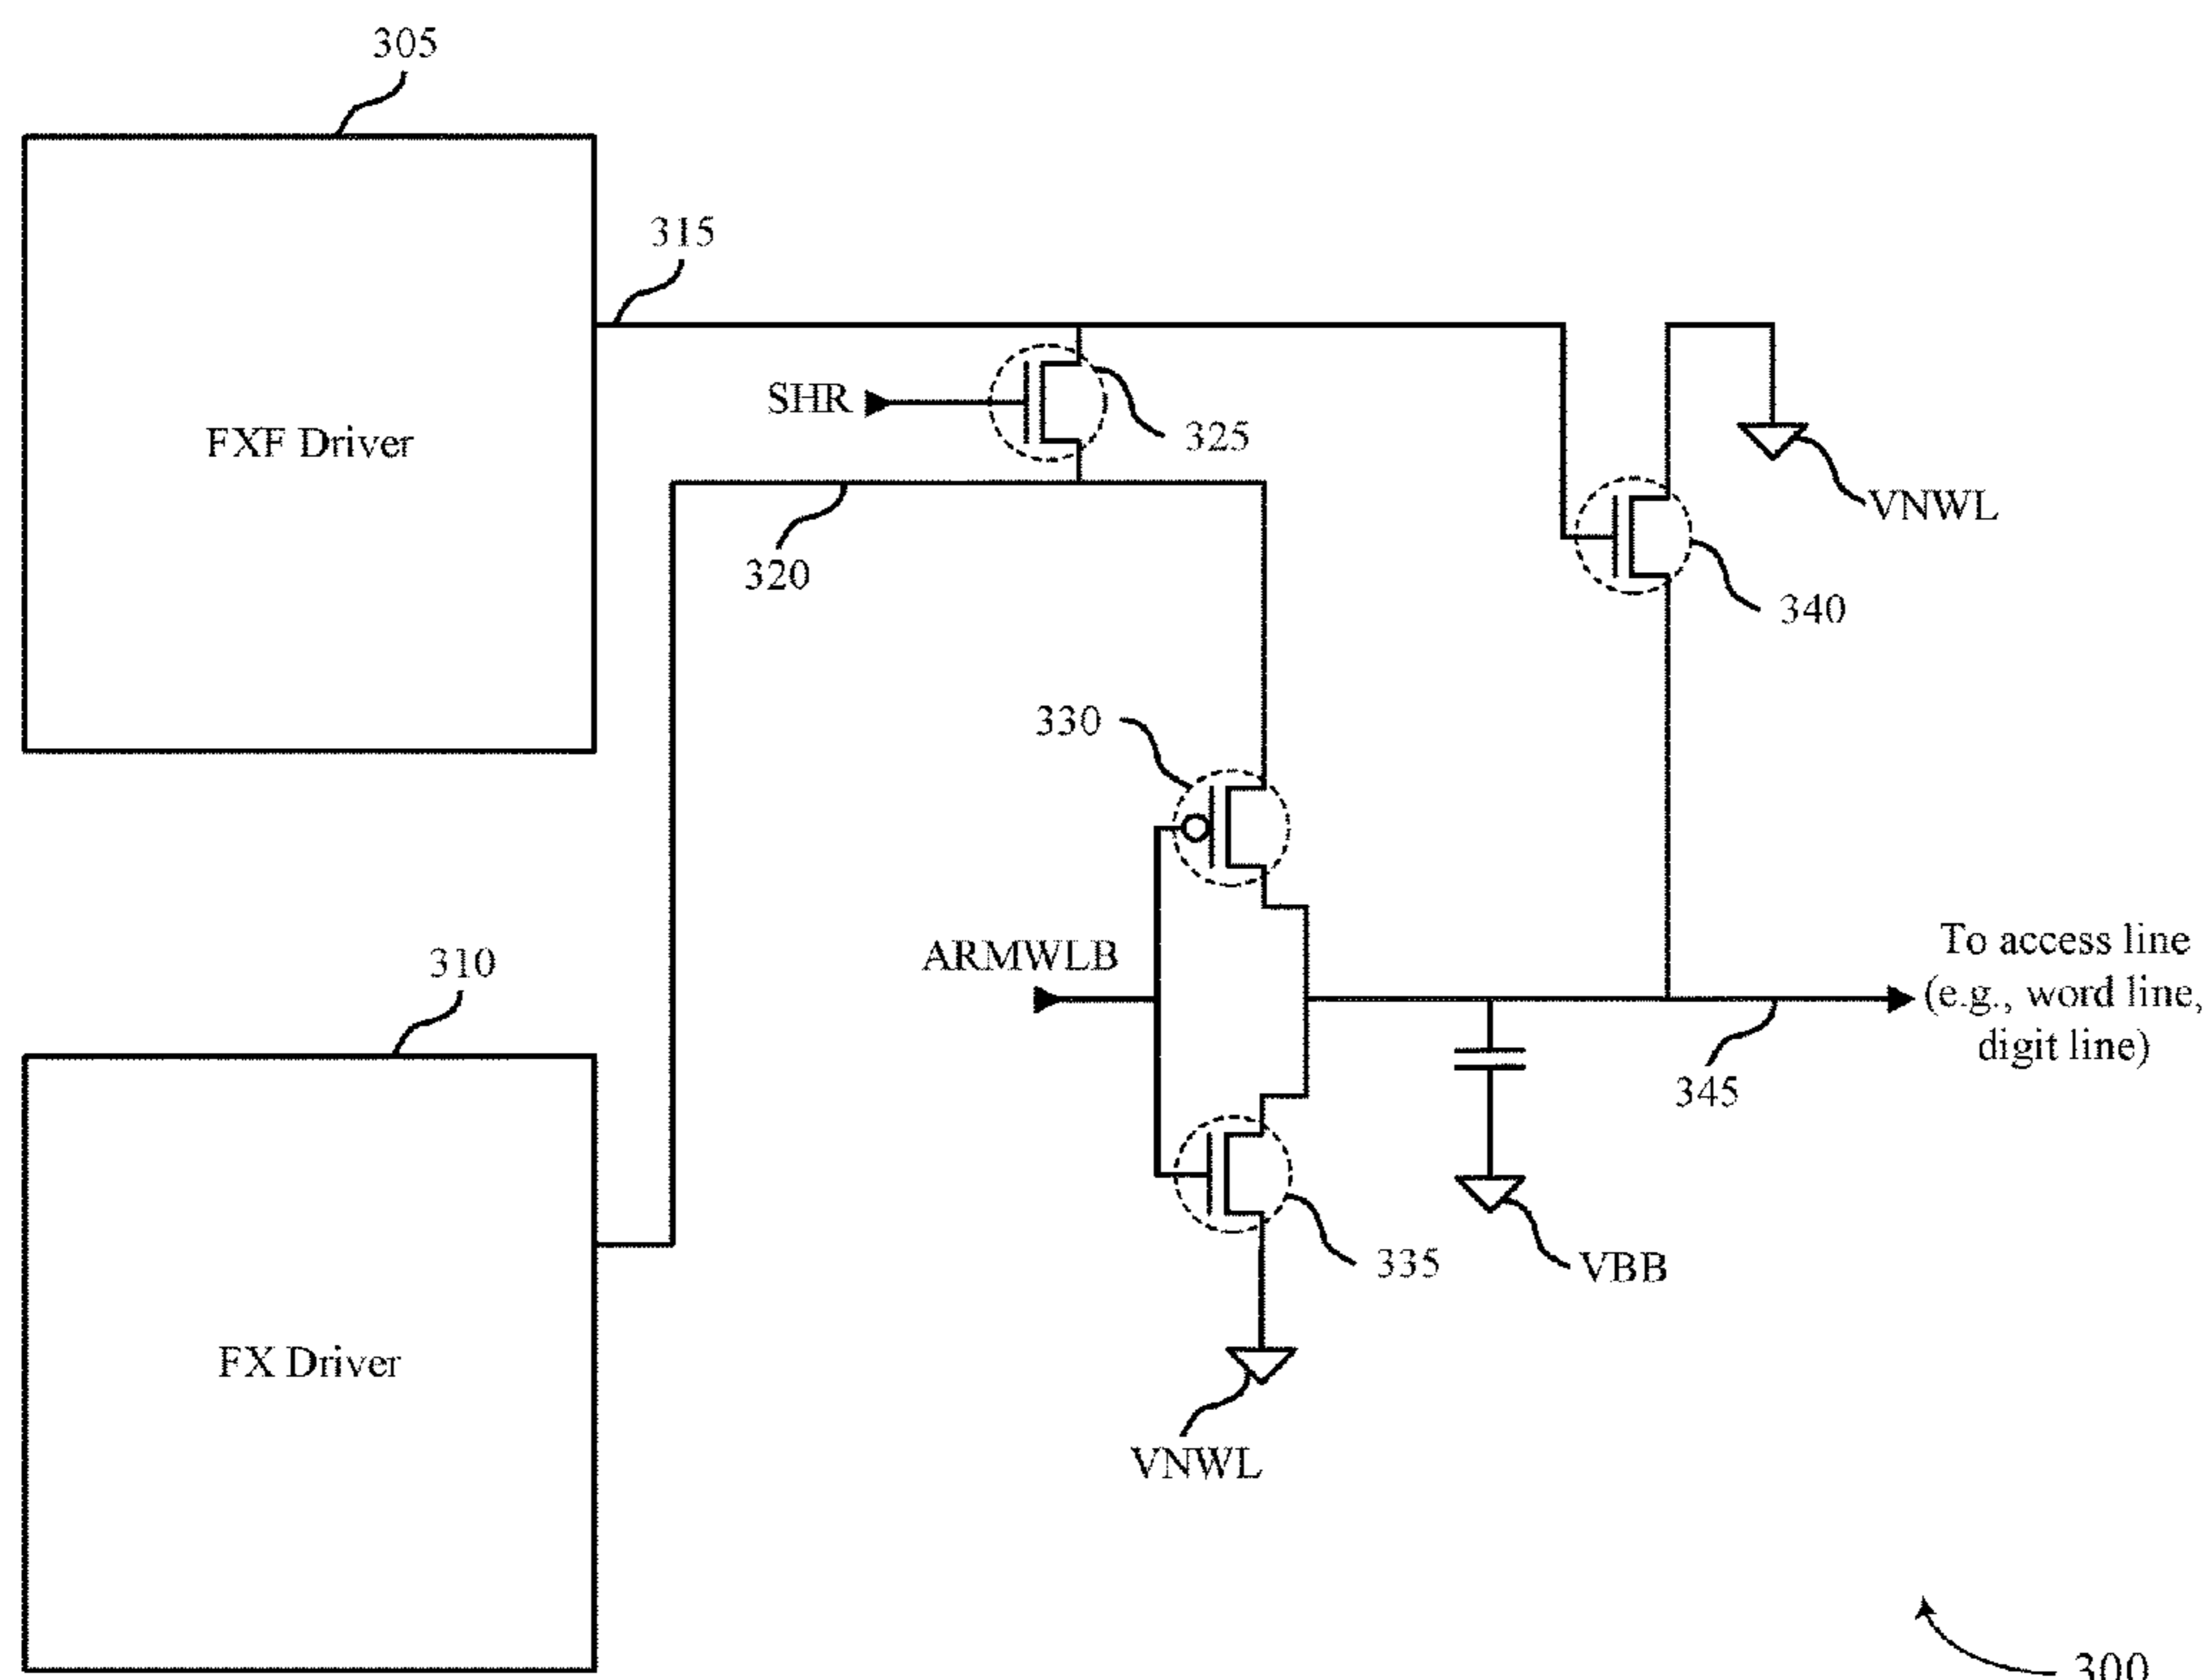 305
315
FXF Driver
SHR
325
VNWL
320
340
330
310
ARMWLB
To access line
(e.g., word line,
digit line)
345
335
VBB
FX Driver
VNWL
300